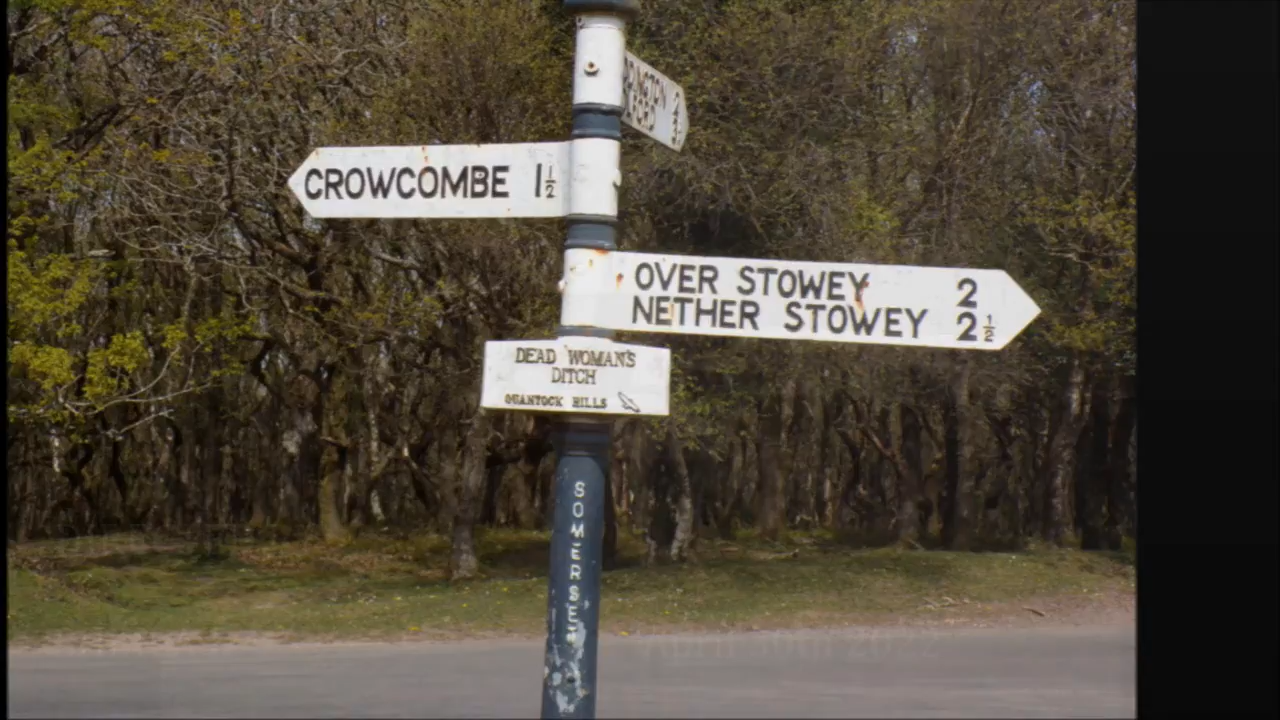 CROWCOMBE 1½
OVER STOWEY 2
NETHER STOWEY 2½
DEAD WOMAN'S
DITCH
QUANTOCK HILLS
SOMERSET